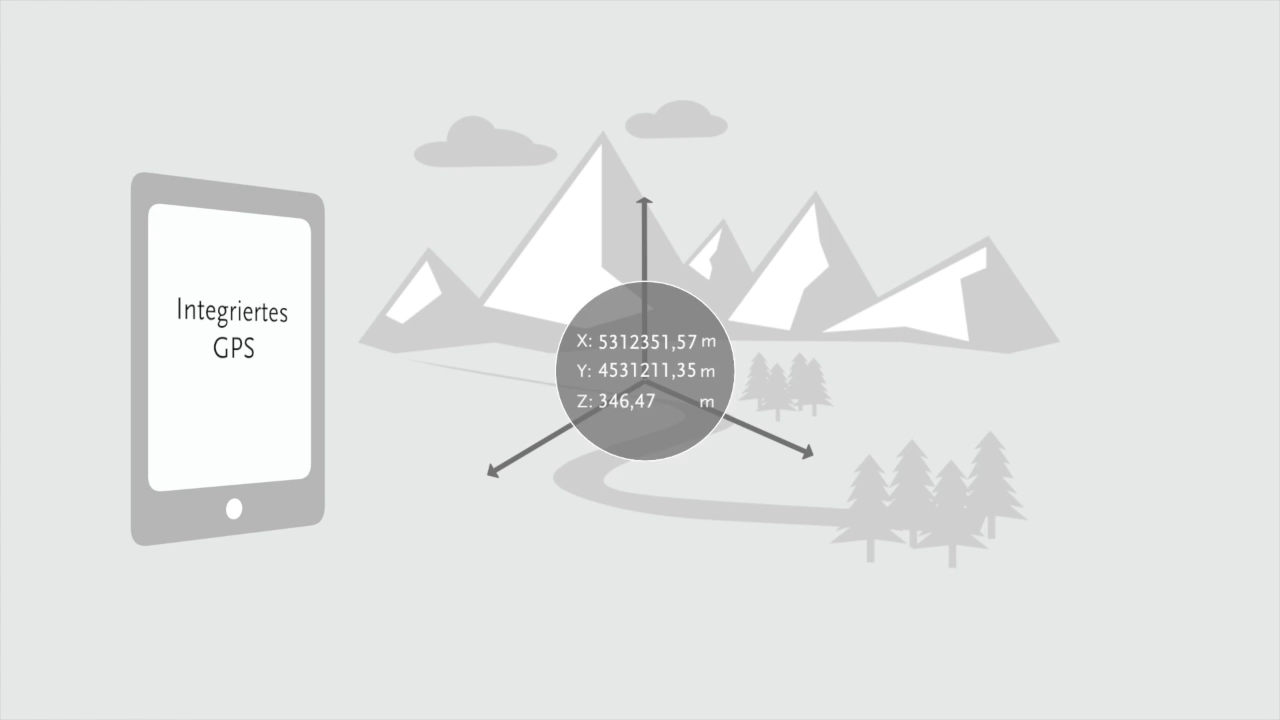 Integriertes
GPS
X: 5312351,57 m
Y: 4531211,35 m
Z: 346,47 m